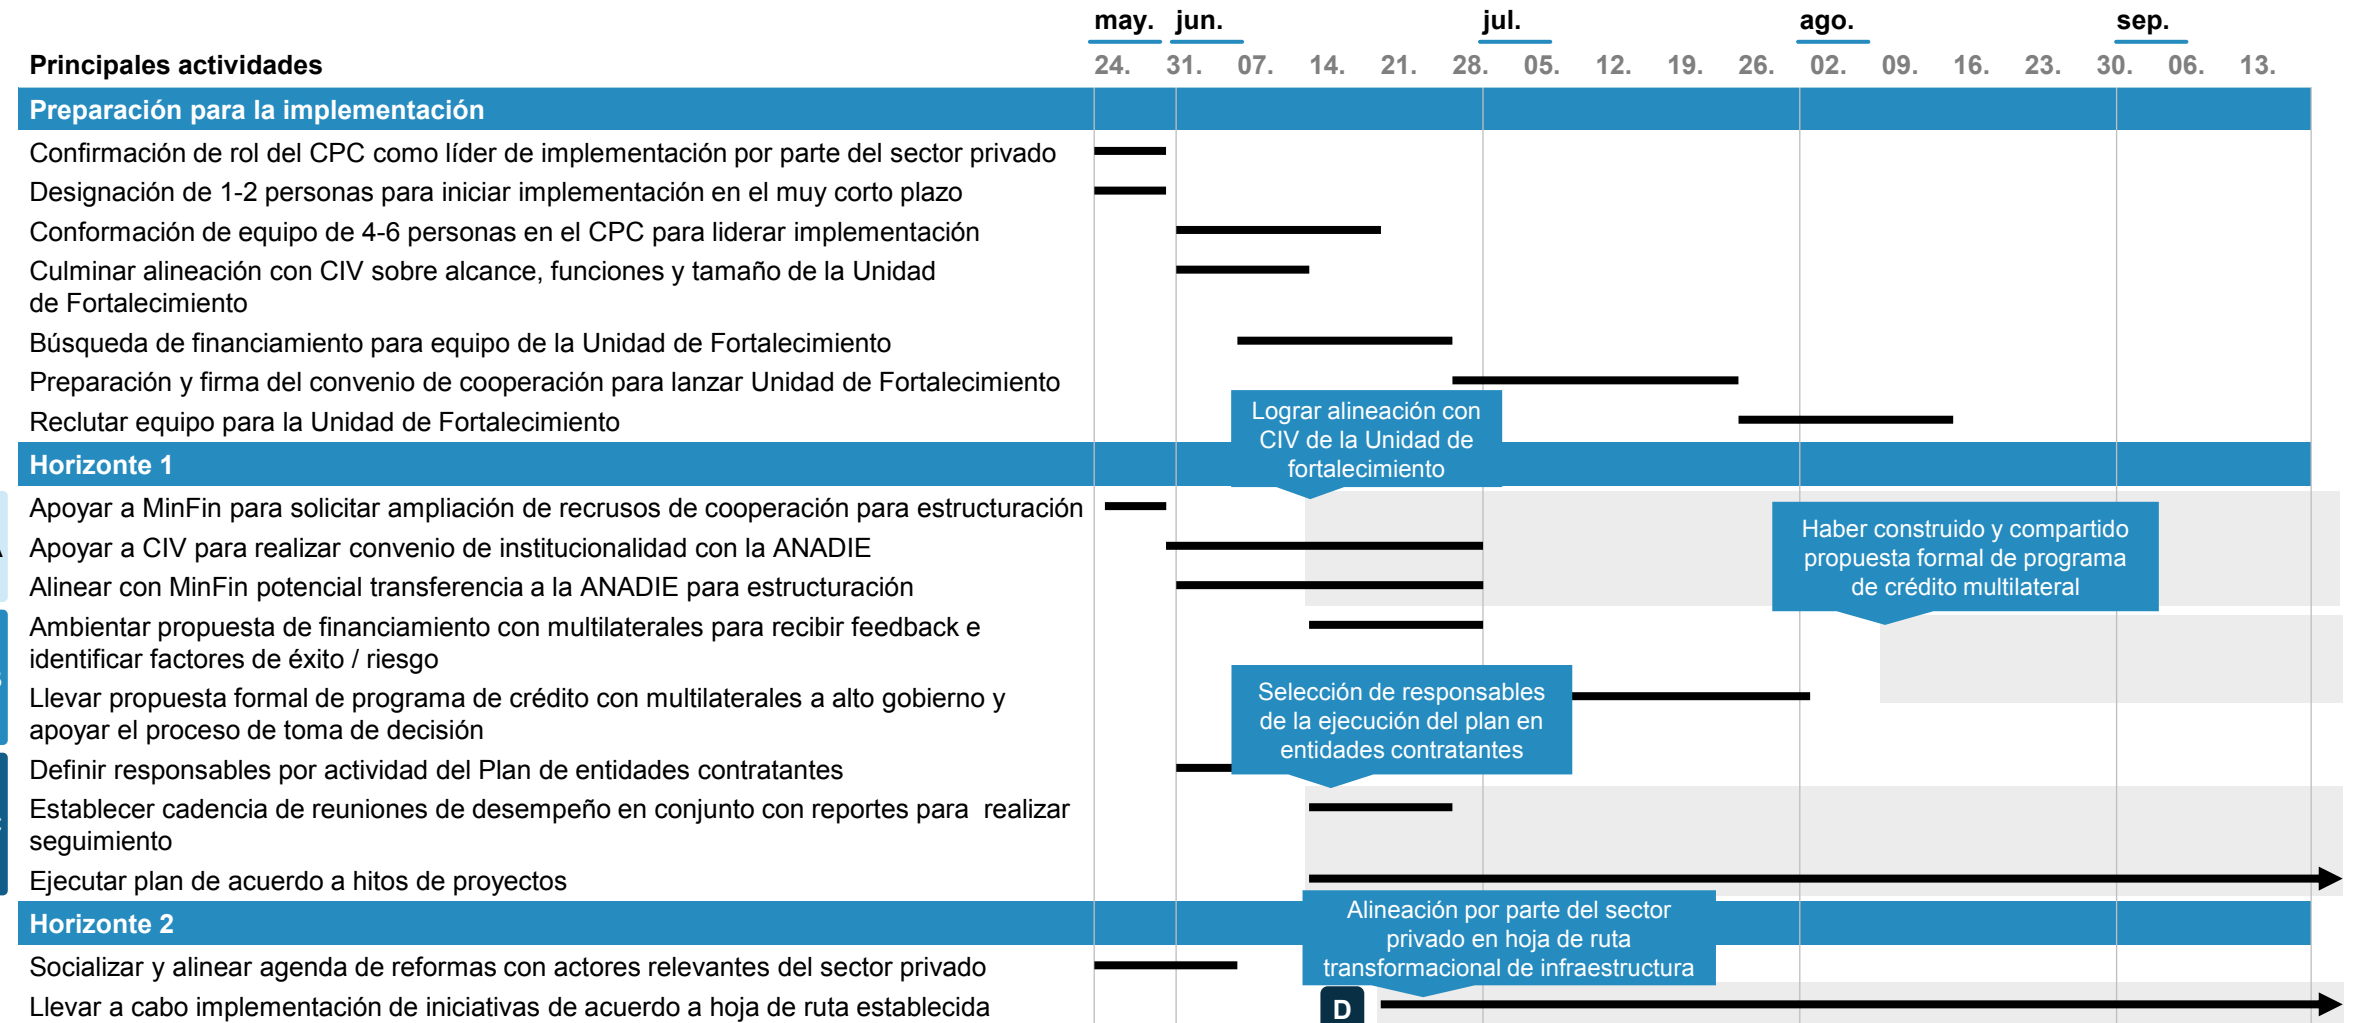 may. jun. jul. ago. sep.
Principales actividades 24. 31. 07. 14. 21. 28. 05. 12. 19. 26. 02. 09. 16. 23. 30. 06. 13.
Preparación para la implementación
Confirmación de rol del CPC como líder de implementación por parte del sector privado
Designación de 1-2 personas para iniciar implementación en el muy corto plazo
Conformación de equipo de 4-6 personas en el CPC para liderar implementación
Culminar alineación con CIV sobre alcance, funciones y tamaño de la Unidad
de Fortalecimiento
Búsqueda de financiamiento para equipo de la Unidad de Fortalecimiento
Preparación y firma del convenio de cooperación para lanzar Unidad de Fortalecimiento
Reclutar equipo para la Unidad de Fortalecimiento
Lograr alineación con
CIV de la Unidad de
fortalecimiento
Horizonte 1
Apoyar a MinFin para solicitar ampliación de recrusos de cooperación para estructuración
Apoyar a CIV para realizar convenio de institucionalidad con la ANADIE
Alinear con MinFin potencial transferencia a la ANADIE para estructuración
Haber construido y compartido
propuesta formal de programa
de crédito multilateral
Ambientar propuesta de financiamiento con multilaterales para recibir feedback e
identificar factores de éxito / riesgo
Llevar propuesta formal de programa de crédito con multilaterales a alto gobierno y
apoyar el proceso de toma de decisión
Selección de responsables
de la ejecución del plan en
entidades contratantes
Definir responsables por actividad del Plan de entidades contratantes
Establecer cadencia de reuniones de desempeño en conjunto con reportes para realizar
seguimiento
Ejecutar plan de acuerdo a hitos de proyectos
Horizonte 2
Alineación por parte del sector
privado en hoja de ruta
transformacional de infraestructura
Socializar y alinear agenda de reformas con actores relevantes del sector privado
Llevar a cabo implementación de iniciativas de acuerdo a hoja de ruta establecida
D